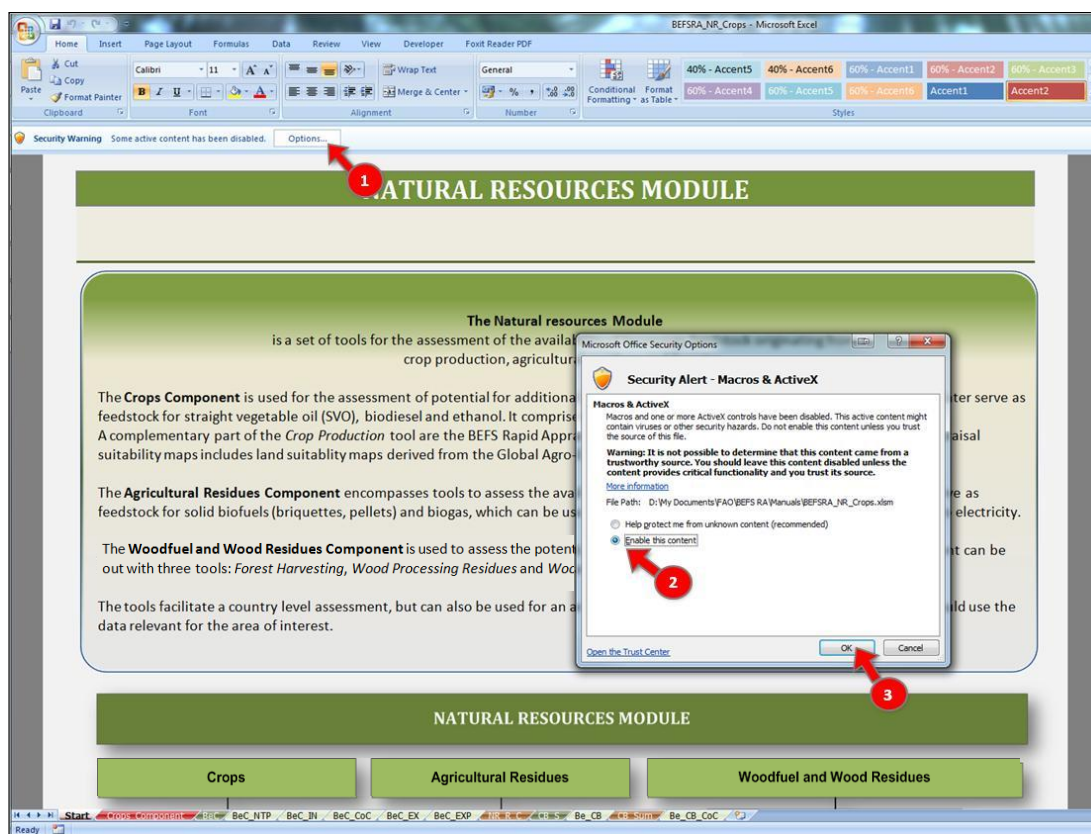 BEFSRA_NR_Crops - Microsoft Excel
Home Insert Page Layout Formulas Data Review View Developer Foxit Reader PDF
Cut
Copy
Format Painter
Paste
Calibri 11
Wrap Text
Merge & Center
General
Conditional Formatting
Format as Table
40% - Accent5 40% - Accent6 60% - Accent1 60% - Accent2 60% - Accent3
60% - Accent4 60% - Accent5 60% - Accent6 Accent1 Accent2
Clipboard Font Alignment Number Styles
Security Warning Some active content has been disabled. Options...
1
NATURAL RESOURCES MODULE
The Natural resources Module
is a set of tools for the assessment of the availab
crop production, agricultura
The Crops Component is used for the assessment of potential for additiona
ter serve as
feedstock for straight vegetable oil (SVO), biodiesel and ethanol. It comprise
A complementary part of the Crop Production tool are the BEFS Rapid Appra
aisal
suitability maps includes land suitablity maps derived from the Global Agro-
The Agricultural Residues Component encompasses tools to assess the ava
ve as
feedstock for solid biofuels (briquettes, pellets) and biogas, which can be us
electricity.
The Woodfuel and Wood Residues Component is used to assess the potent
nt can be
out with three tools: Forest Harvesting, Wood Processing Residues and Woo
The tools facilitate a country level assessment, but can also be used for an a
uld use the
data relevant for the area of interest.
Microsoft Office Security Options
Security Alert - Macros & ActiveX
Macros & ActiveX
Macros and one or more ActiveX controls have been disabled. This active content might
contain viruses or other security hazards. Do not enable this content unless you trust
the source of this file.
Warning: It is not possible to determine that this content came from a
trustworthy source. You should leave this content disabled unless the
content provides critical functionality and you trust its source.
More information
File Path: D:\My Documents\FAO\BEFS RA\Manuals\BEFSRA_NR_Crops.xlsm
Help protect me from unknown content (recommended)
Enable this content
2
Open the Trust Center
OK Cancel
3
NATURAL RESOURCES MODULE
Crops Agricultural Residues Woodfuel and Wood Residues
Start Crops Component BeC BeC_NTP BeC_IN BeC_CoC BeC_EX BeC_EXP Be_CB CB Sum Be_CB_CoC
Ready